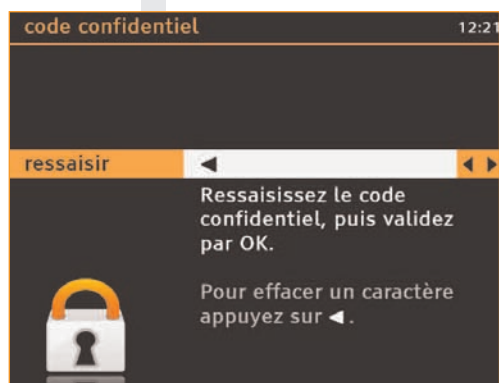 code confidentiel 12:21
ressaisir ◀ ◀ ▶
Ressaisissez le code
confidentiel, puis validez
par OK.
Pour effacer un caractère
appuyez sur ◀ .